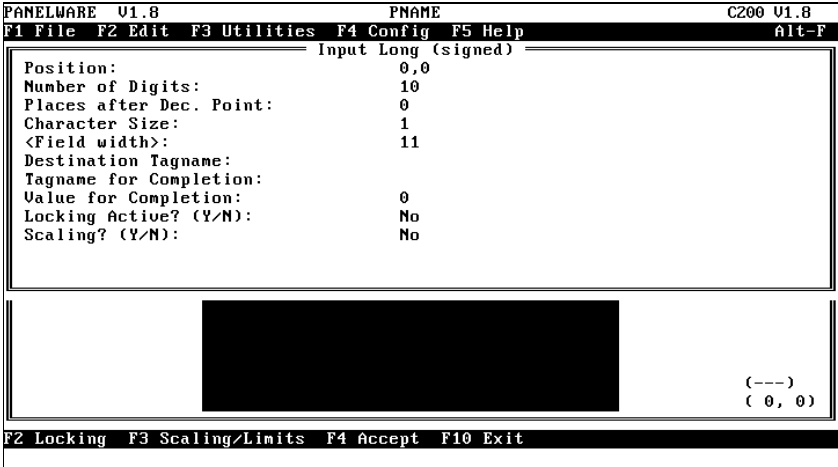 PANELWARE V1.8 PNAME C200 V1.8
F1 File F2 Edit F3 Utilities F4 Config F5 Help Alt-F
Input Long (signed)
Position: 0,0
Number of Digits: 10
Places after Dec. Point: 0
Character Size: 1
<Field width>: 11
Destination Tagname:
Tagname for Completion:
Value for Completion: 0
Locking Active? (Y/N): No
Scaling? (Y/N): No
(---)
( 0, 0)
F2 Locking F3 Scaling/Limits F4 Accept F10 Exit